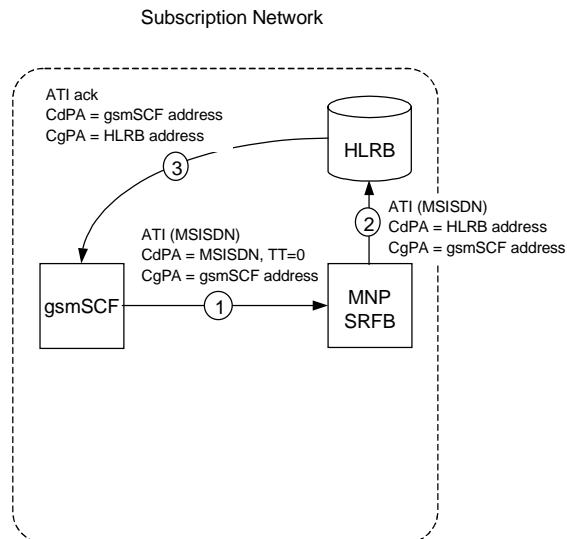 Subscription Network
ATI ack
CdPA = gsmSCF address
CgPA = HLRB address
HLRB
3
ATI (MSISDN)
CdPA = HLRB address
CgPA = gsmSCF address
2
ATI (MSISDN)
CdPA = MSISDN, TT=0
CgPA = gsmSCF address
gsmSCF
1
MNP
SRFB